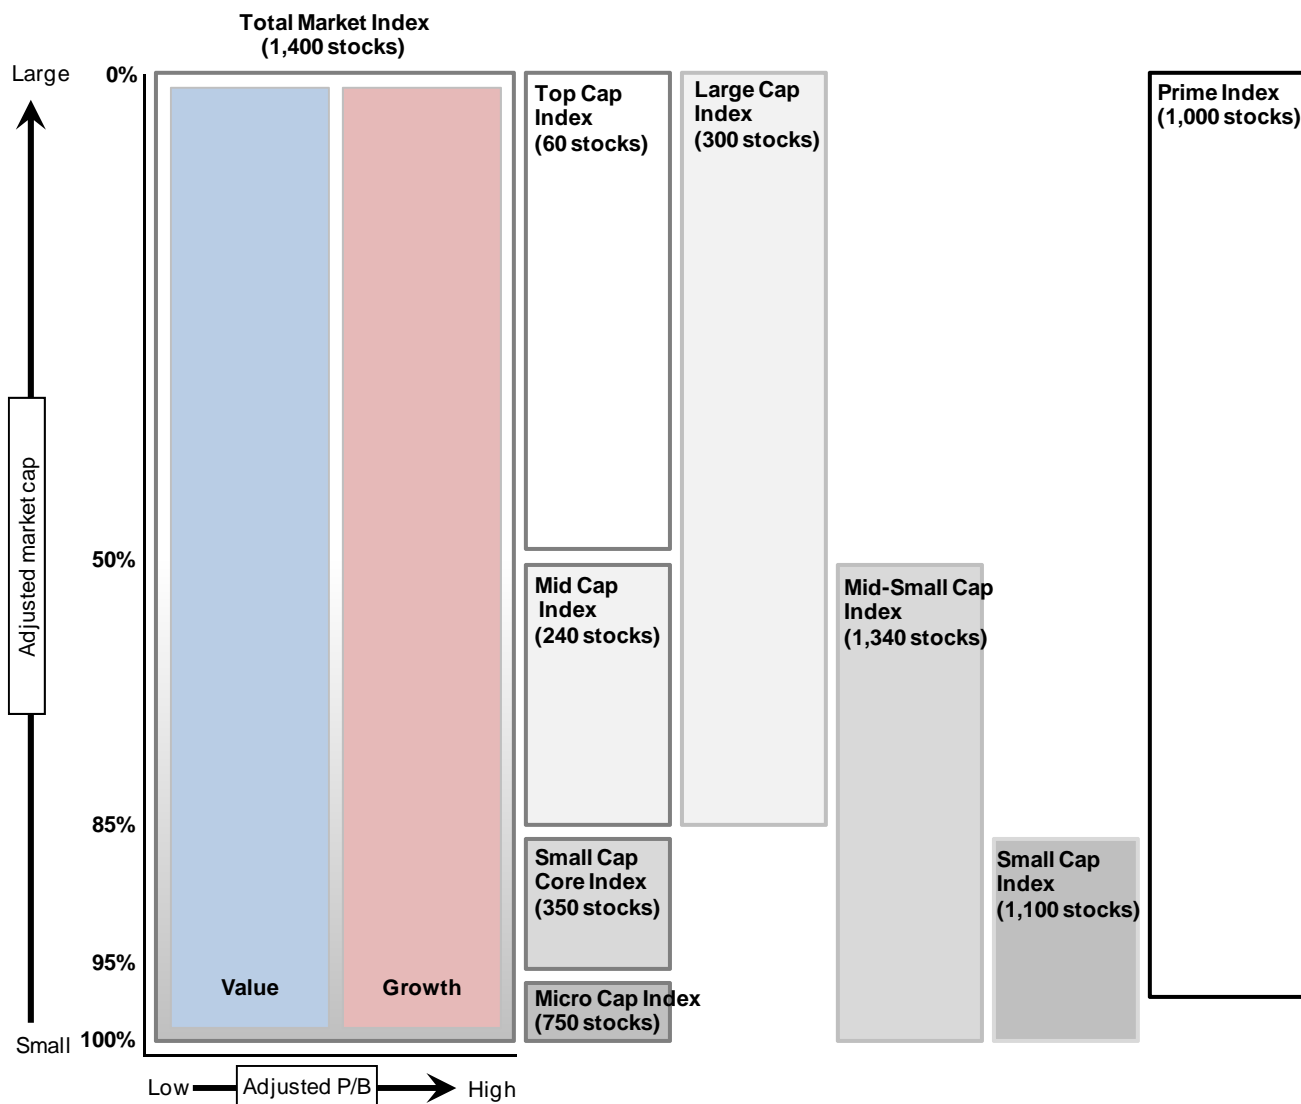 Total Market Index
(1,400 stocks)
Large
0%
Top Cap
Index
(60 stocks)
Large Cap
Index
(300 stocks)
Prime Index
(1,000 stocks)
Adjusted market cap
50%
Mid Cap
Index
(240 stocks)
Mid-Small Cap
Index
(1,340 stocks)
85%
Small Cap
Core Index
(350 stocks)
Small Cap
Index
(1,100 stocks)
95%
Value
Growth
Micro Cap Index
(750 stocks)
Small
100%
Low
Adjusted P/B
High